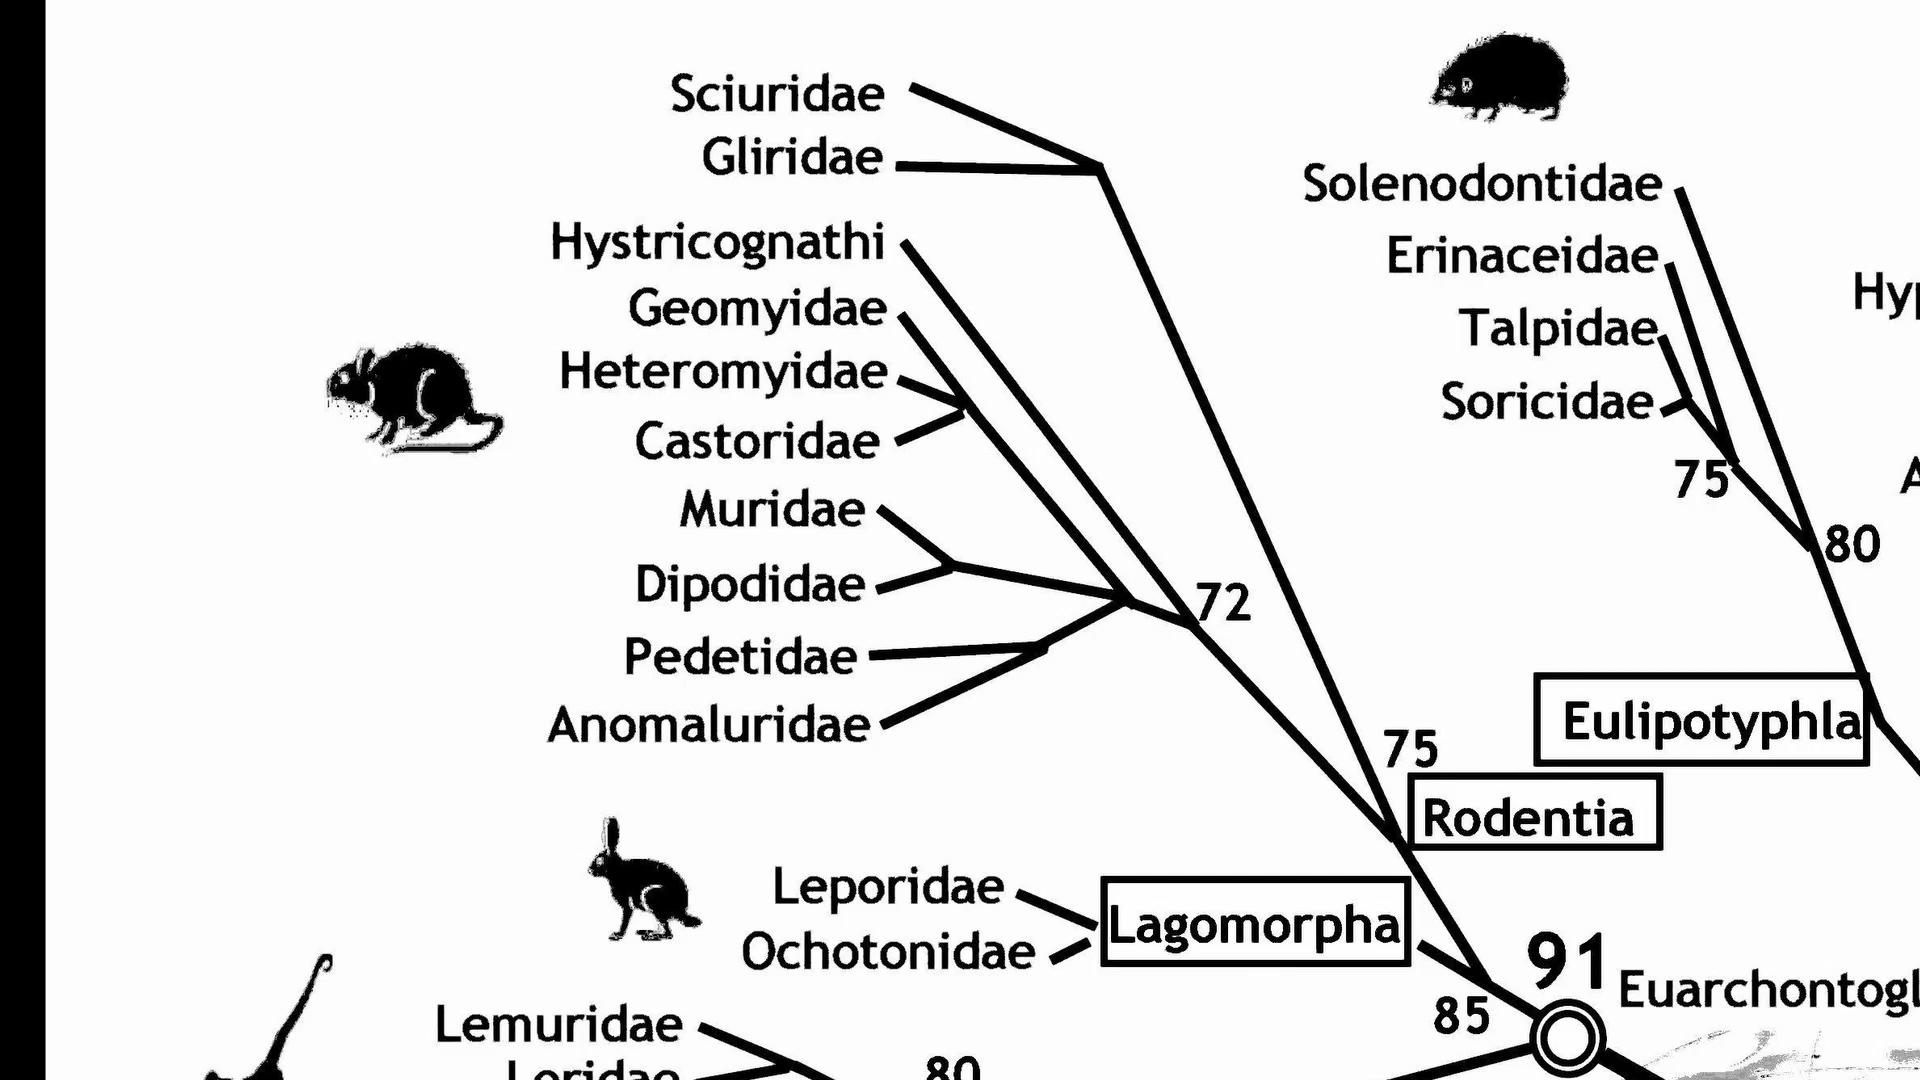 Sciuridae
Gliridae
Hystricognathi
Geomyidae
Heteromyidae
Castoridae
Muridae
Dipodidae
Pedetidae
Anomaluridae
72
75
Rodentia
Leporidae
Ochotonidae
Lagomorpha
85
91
Lemuridae
80
Solenodontidae
Erinaceidae
Talpidae
Soricidae
75
80
Eulipotyphla